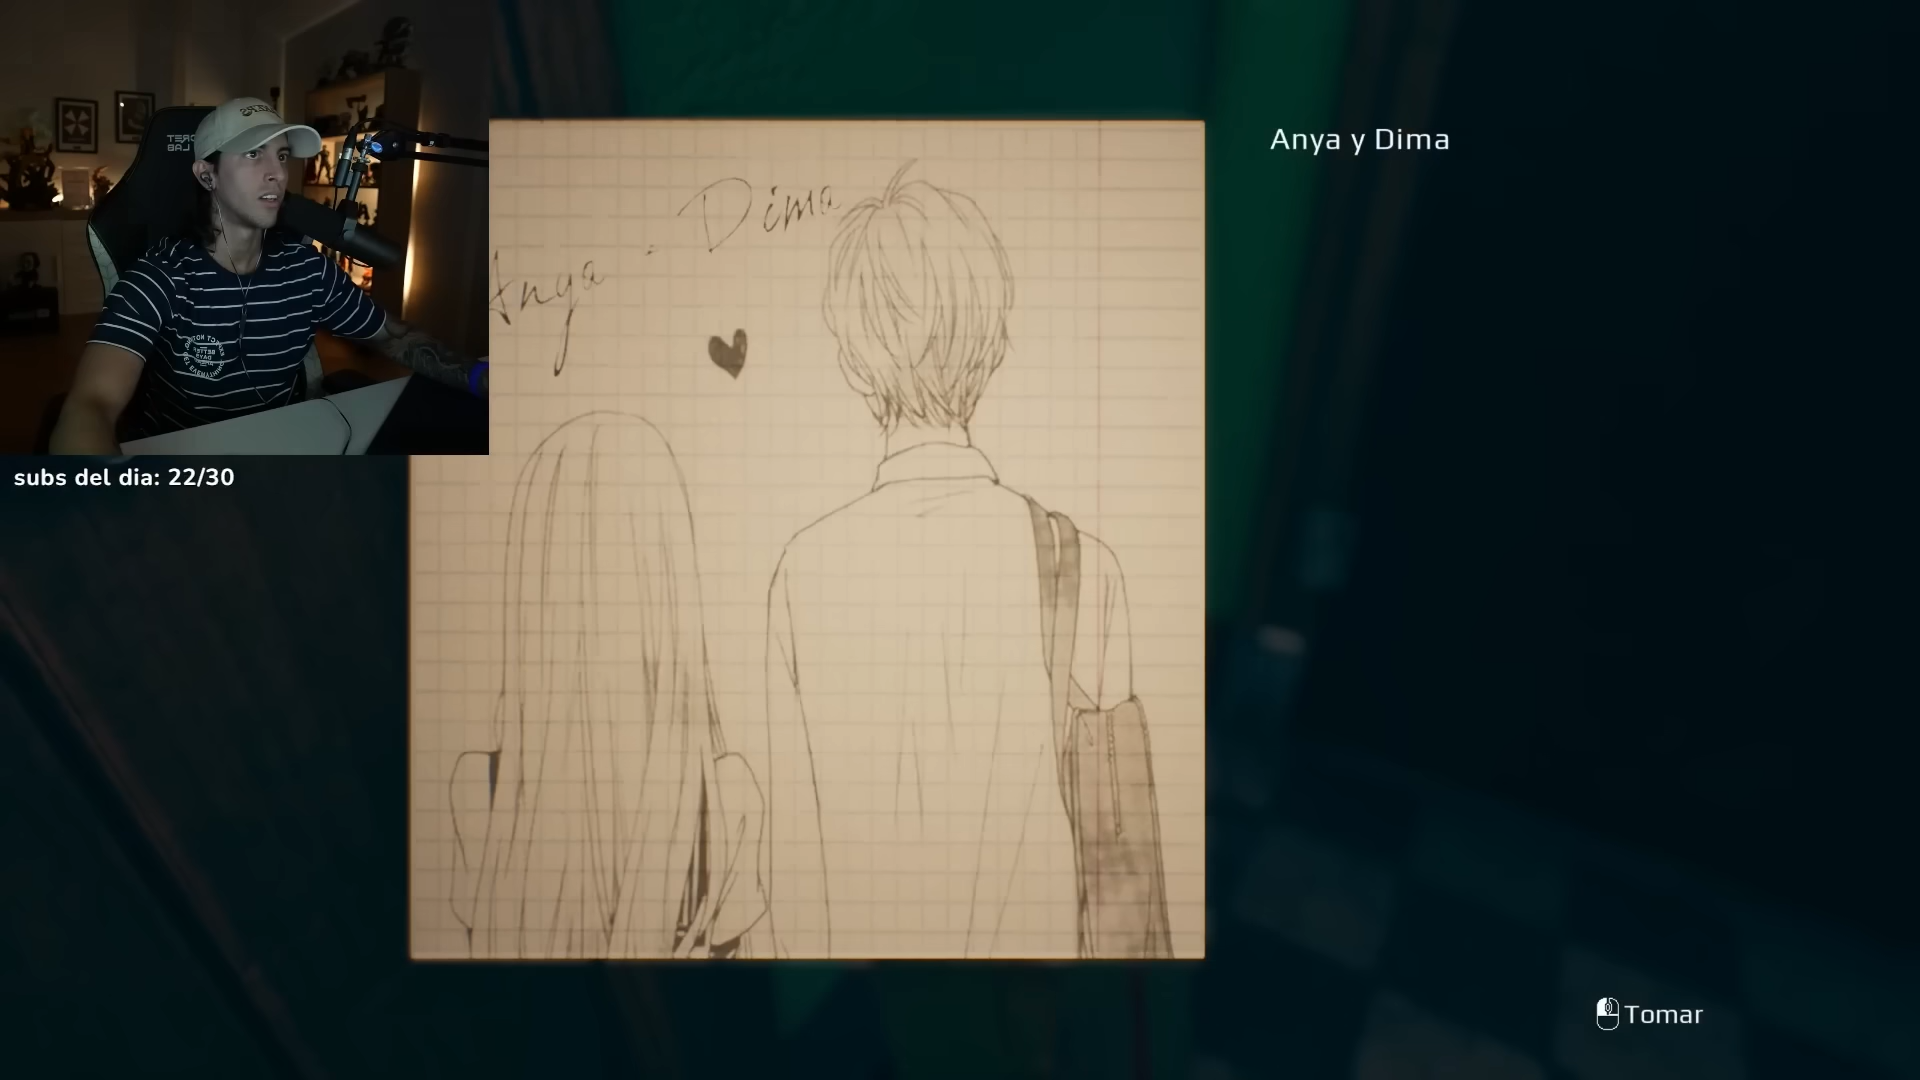 Anya y Dima
Anya - Dima
subs del dia: 22/30
Tomar